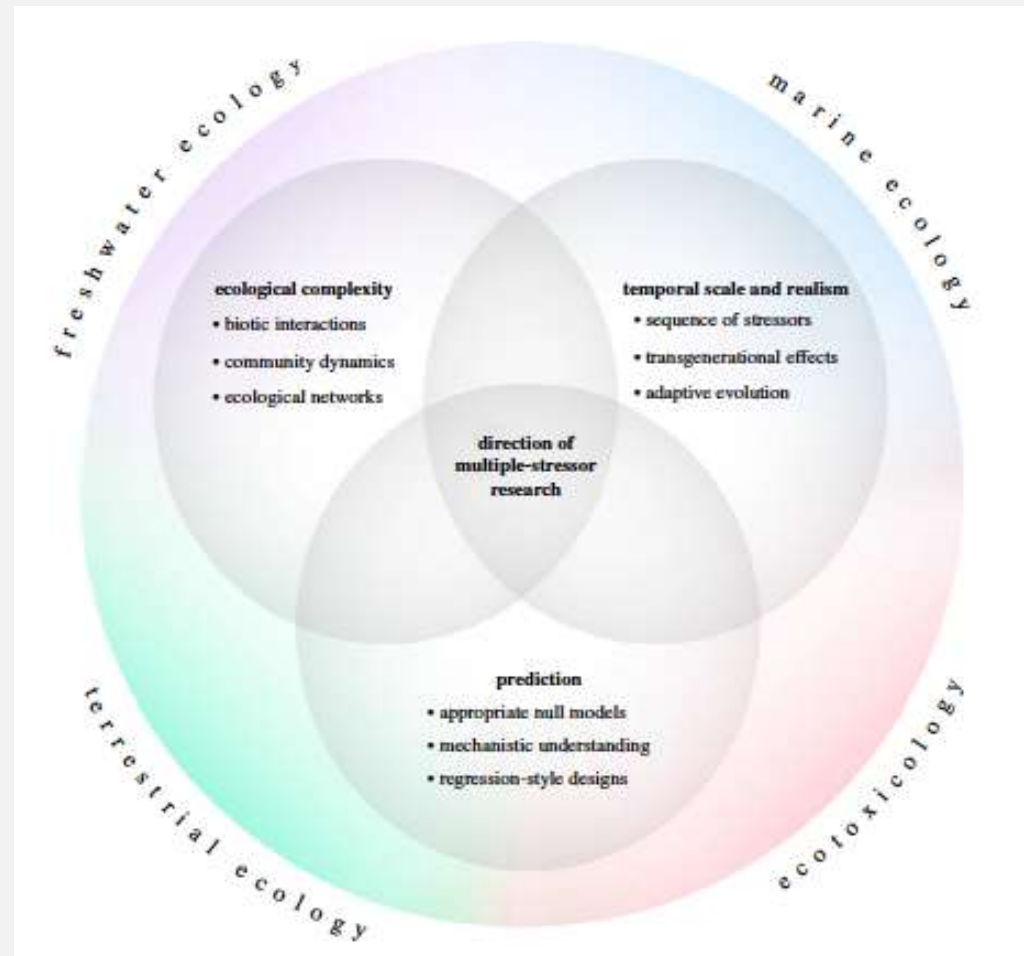 freshwater ecology
marine ecology
ecological complexity
• biotic interactions
• community dynamics
• ecological networks
temporal scale and realism
• sequence of stressors
• transgenerational effects
• adaptive evolution
direction of
multiple-stressor
research
prediction
• appropriate null models
• mechanistic understanding
• regression-style designs
terrestrial ecology
ecotoxicology